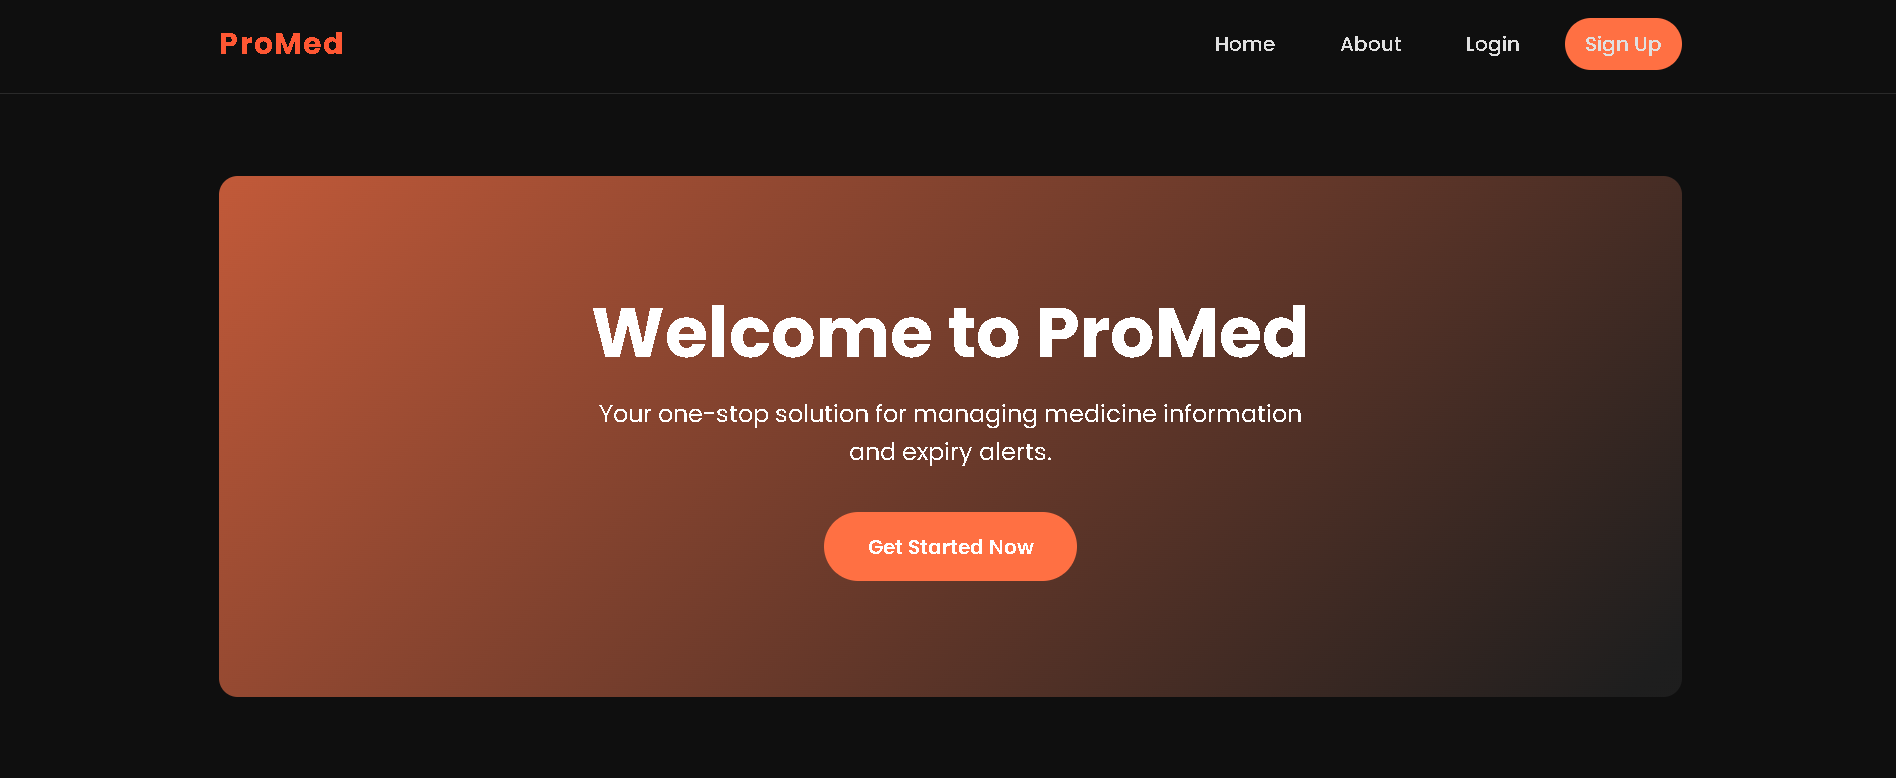 ProMed
Home About Login Sign Up
Welcome to ProMed
Your one-stop solution for managing medicine information
and expiry alerts.
Get Started Now